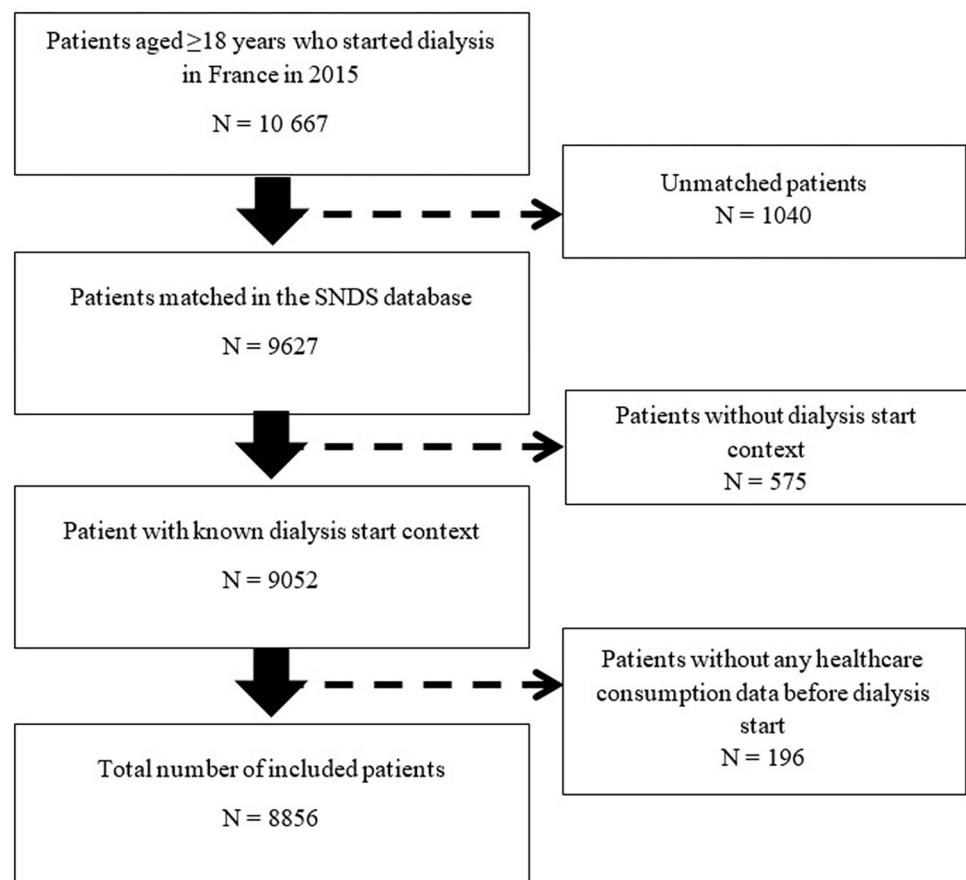 Patients aged ≥18 years who started dialysis
in France in 2015
N = 10 667
Unmatched patients
N = 1040
Patients matched in the SNDS database
N = 9627
Patients without dialysis start
context
N = 575
Patient with known dialysis start context
N = 9052
Patients without any healthcare
consumption data before dialysis
start
N = 196
Total number of included patients
N = 8856